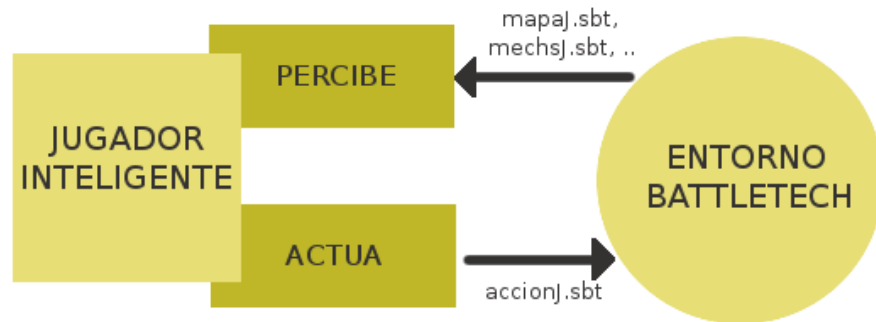 mapaJ.sbt,
mechsJ.sbt, ..
PERCIBE
JUGADOR
INTELIGENTE
ENTORNO
BATTLETECH
ACTUA
accionJ.sbt